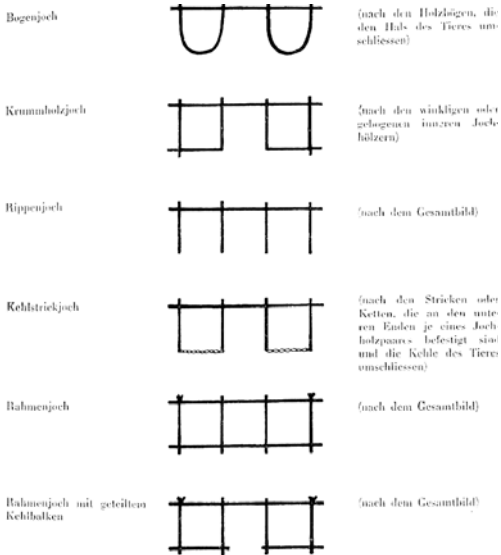 Bogenjoch
(nach den Holzbögen, die
den Hals des Tieres um-
schliessen)
Krummholzjoch
(nach den winkligen oder
gebogenen inneren Joch-
hölzern)
Rippenjoch
(nach dem Gesamtbild)
Kehlstrickjoch
(nach den Stricken oder
Ketten, die an den unte-
ren Enden je eines Joch-
holzpaares befestigt sind
und die Kehle des Tieres
umschliessen)
Rahmenjoch
(nach dem Gesamtbild)
Rahmenjoch mit geteiltem
Kehlbalken
(nach dem Gesamtbild)